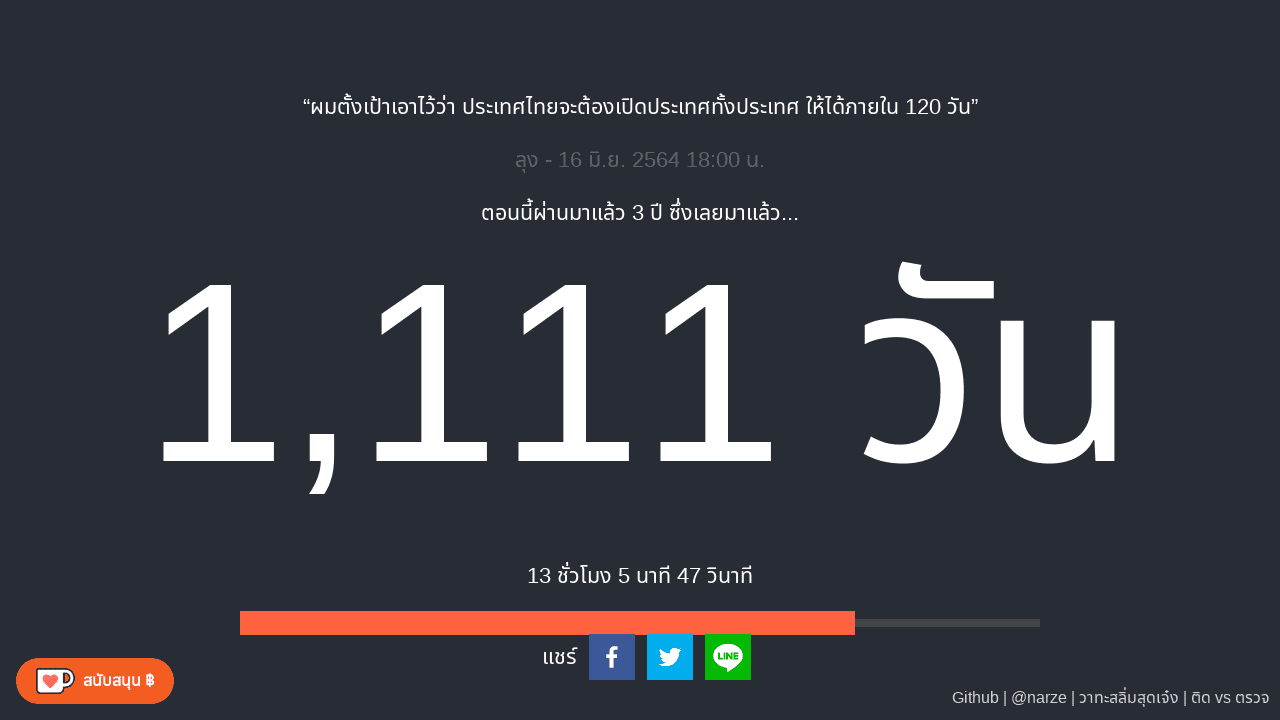 “ผมตั้งเป้าเอาไว้ว่า ประเทศไทยจะต้องเปิดประเทศทั้งประเทศ ให้ได้ภายใน 120 วัน”
ลุง - 16 มิ.ย. 2564 18:00 น.
ตอนนี้ผ่านมาแล้ว 3 ปี ซึ่งเลยมาแล้ว...
1,111 วัน
13 ชั่วโมง 5 นาที 47 วินาที
แชร์
LINE
สนับสนุน ฿
Github | @narze | วาทะสลิ่มสุดเจ๋ง | ติด vs ตรวจ